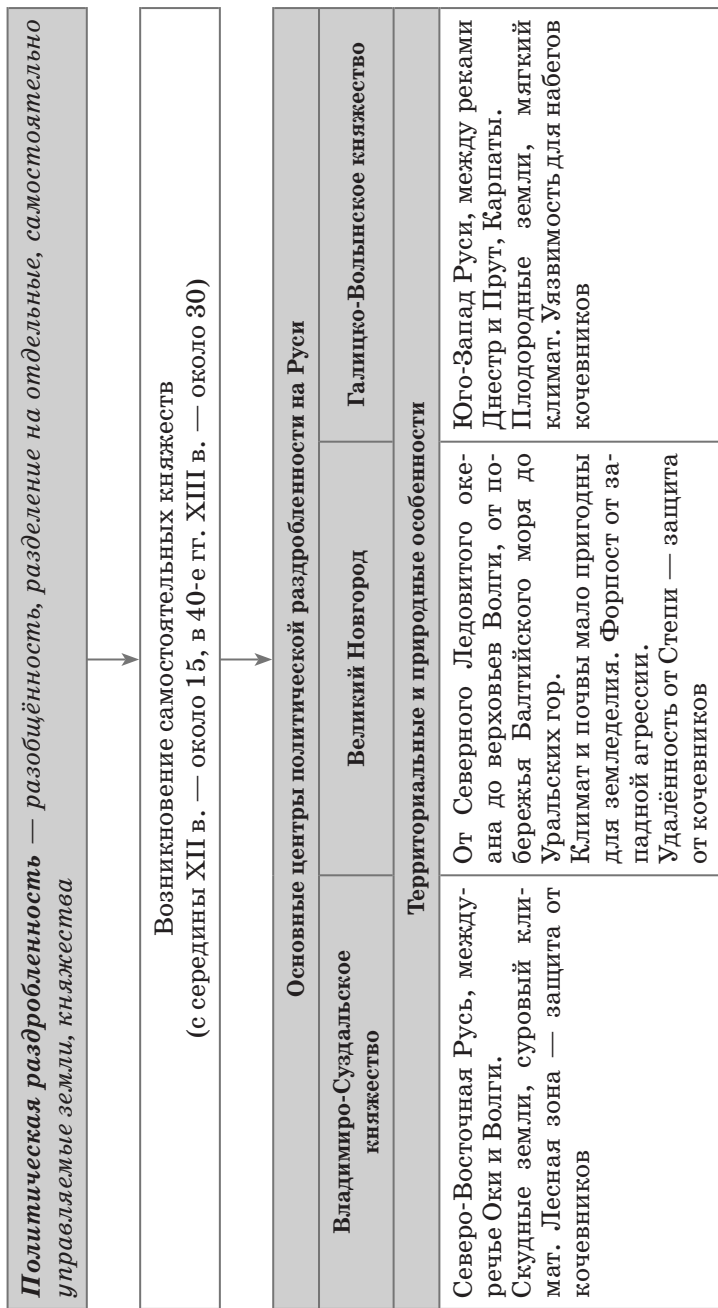 Политическая раздробленность — разобщённость, разделение на отдельные, самостоятельно
управляемые земли, княжества
Возникновение самостоятельных княжеств
(с середины XII в. — около 15, в 40-е гг. XIII в. — около 30)
Основные центры политической раздробленности на Руси
Владимиро-Суздальское
княжество
Великий Новгород
Галицко-Волынское княжество
Территориальные и природные особенности
Северо-Восточная Русь, между-
речье Оки и Волги.
Скудные земли, суровый кли-
мат. Лесная зона — защита от
кочевников
От Северного Ледовитого оке-
ана до верховьев Волги, от по-
бережья Балтийского моря до
Уральских гор.
Климат и почвы мало пригодны
для земледелия. Форпост от за-
падной агрессии.
Удалённость от Степи — защита
от кочевников
Юго-Запад Руси, между реками
Днестр и Прут, Карпаты.
Плодородные земли, мягкий
климат. Уязвимость для набегов
кочевников